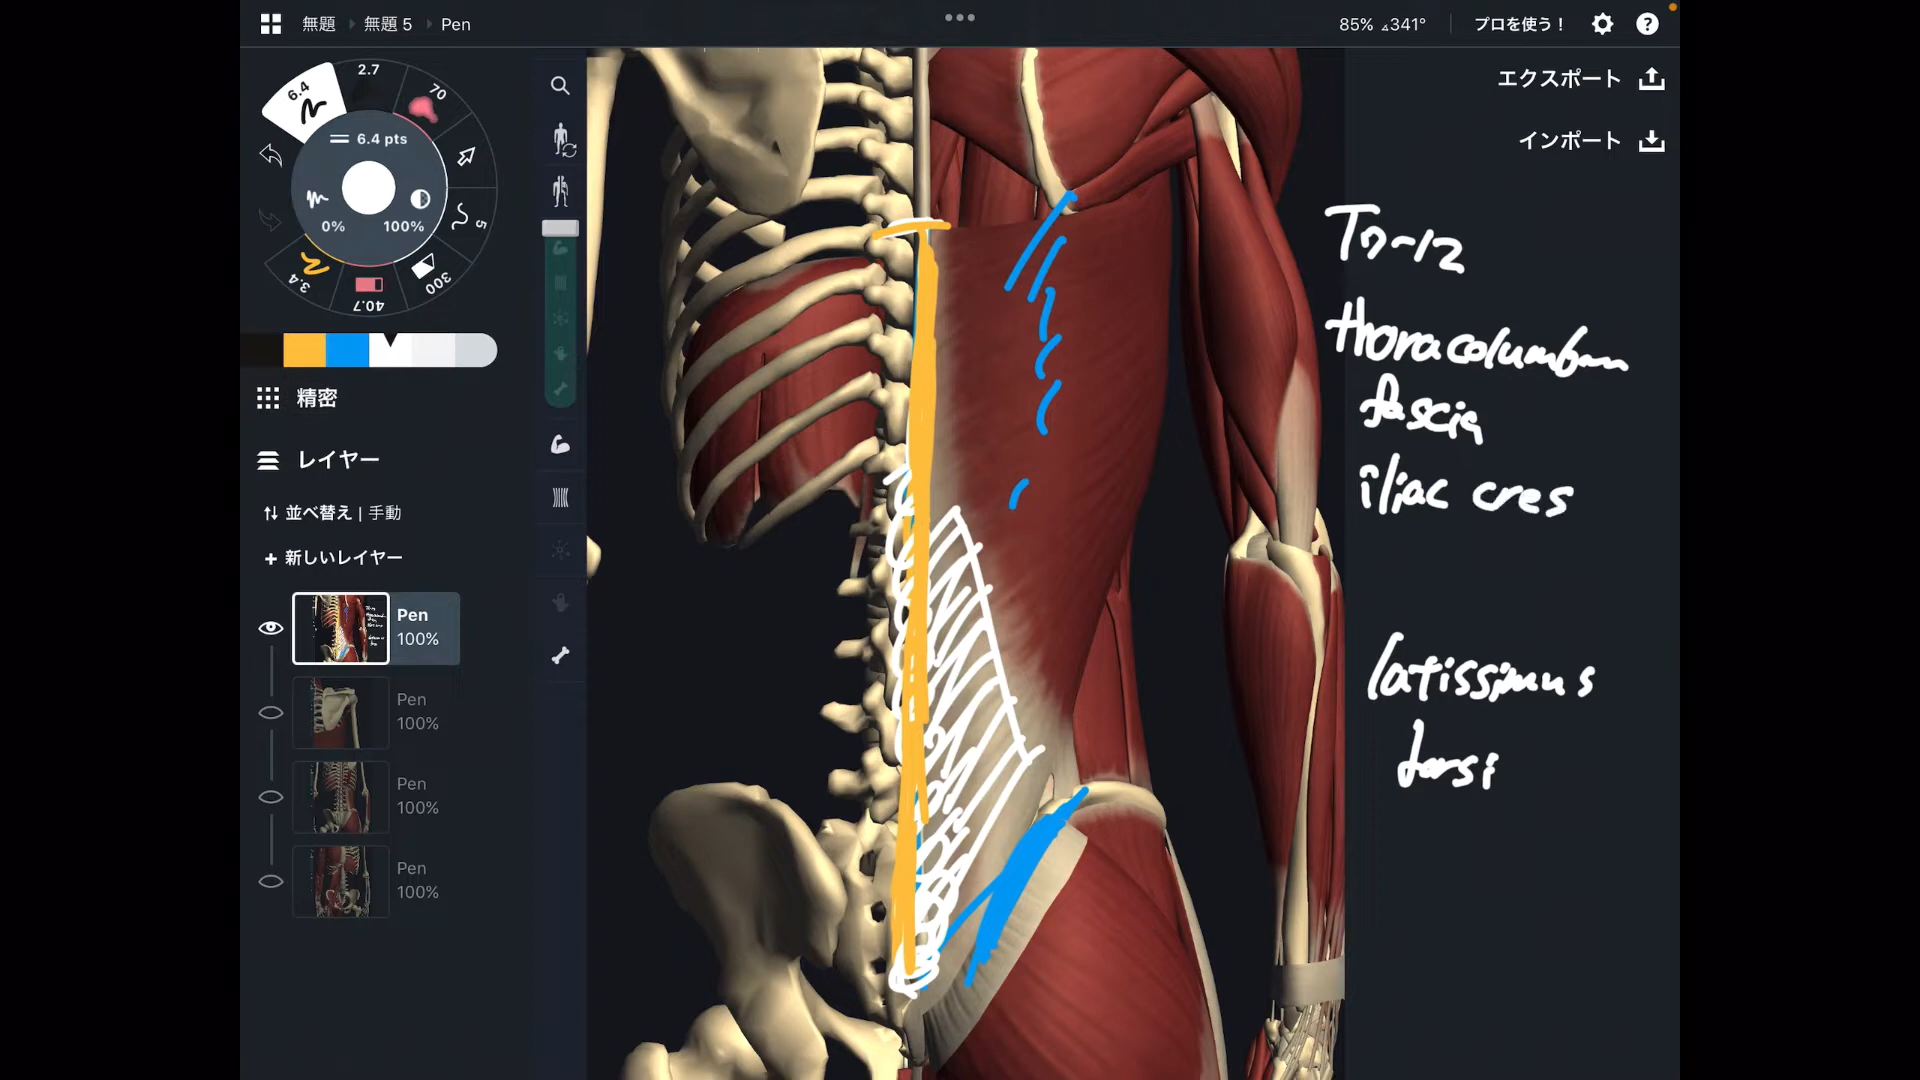 無題 無題 5 Pen
85% ⊿341°
プロを使う！
エクスポート
インポート
2.7
6.4
70
6.4 pts
5
0% 100%
3.4
300
40.7
精密
レイヤー
並べ替え | 手動
+ 新しいレイヤー
Pen
100%
Pen
100%
Pen
100%
Pen
100%
T7~12
thoracolumbar
fascia
iliac cres
latissimus
dorsi